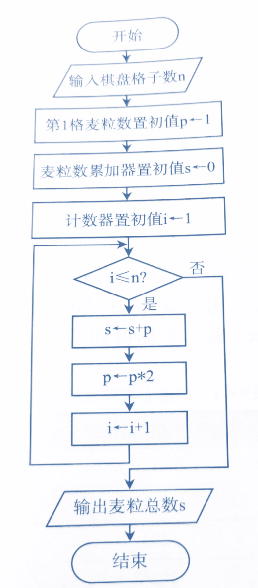 开始
输入棋盘格子数n
第1格麦粒数置初值p←1
麦粒数累加器置初值s←0
计数器置初值i←1
i≤n?
否
是
s←s+p
p←p*2
i←i+1
输出麦粒总数s
结束